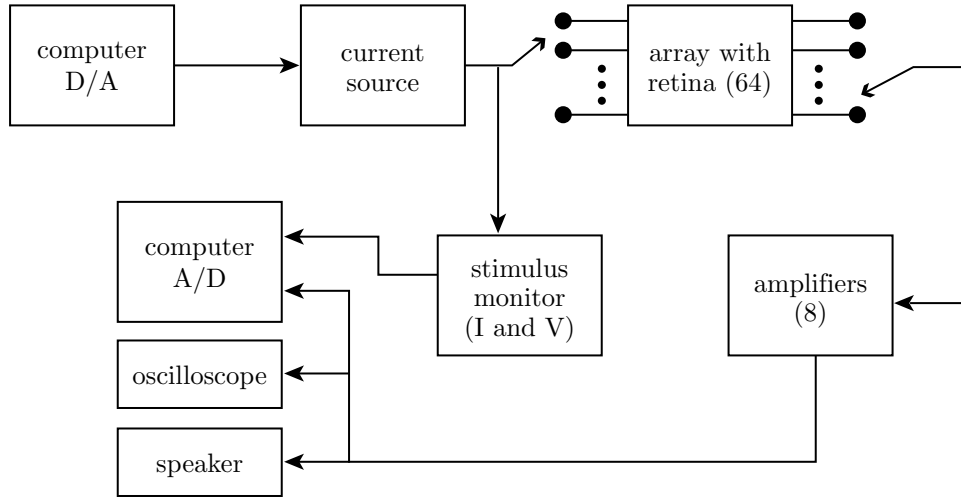 computer
D/A
current
source
array with
retina (64)
computer
A/D
stimulus
monitor
(I and V)
amplifiers
(8)
oscilloscope
speaker